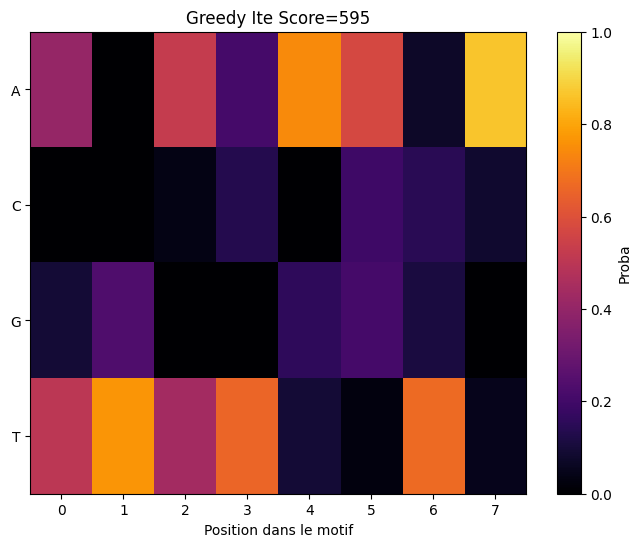 Greedy Ite Score=595
A
C
G
T
0 1 2 3 4 5 6 7
Position dans le motif
1.0
0.8
0.6
0.4
0.2
0.0
Proba